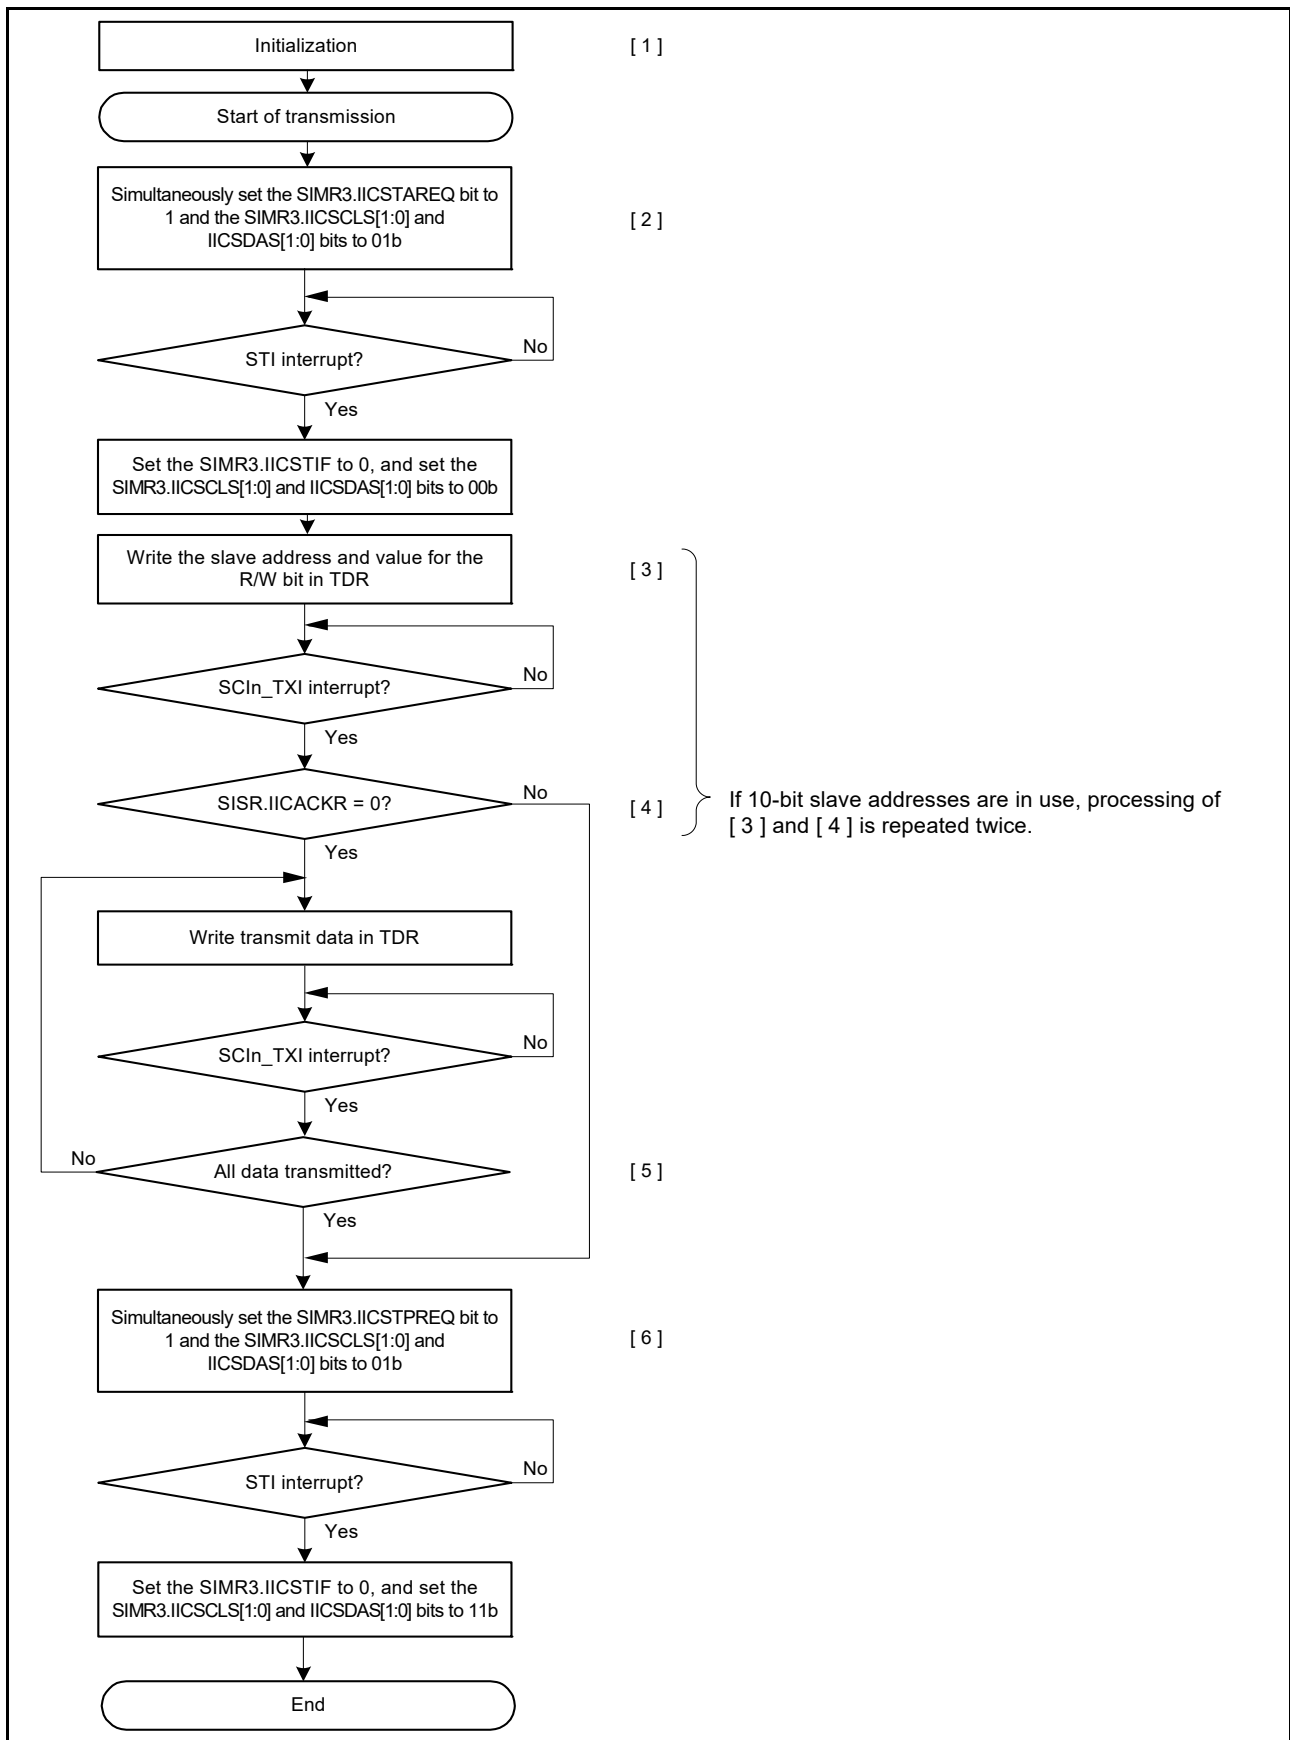 Initialization
[ 1 ]
Start of transmission
Simultaneously set the SIMR3.IICSTAREQ bit to
1 and the SIMR3.IICSCLS[1:0] and
IICSDAS[1:0] bits to 01b
[ 2 ]
STI interrupt?
No
Yes
Set the SIMR3.IICSTIF to 0, and set the
SIMR3.IICSCLS[1:0] and IICSDAS[1:0] bits to 00b
Write the slave address and value for the
R/W bit in TDR
[ 3 ]
SCIn_TXI interrupt?
No
Yes
SISR.IICACKR = 0?
No
[ 4 ]
If 10-bit slave addresses are in use, processing of
[ 3 ] and [ 4 ] is repeated twice.
Yes
Write transmit data in TDR
SCIn_TXI interrupt?
No
Yes
No
All data transmitted?
[ 5 ]
Yes
Simultaneously set the SIMR3.IICSTPREQ bit to
1 and the SIMR3.IICSCLS[1:0] and
IICSDAS[1:0] bits to 01b
[ 6 ]
STI interrupt?
No
Yes
Set the SIMR3.IICSTIF to 0, and set the
SIMR3.IICSCLS[1:0] and IICSDAS[1:0] bits to 11b
End